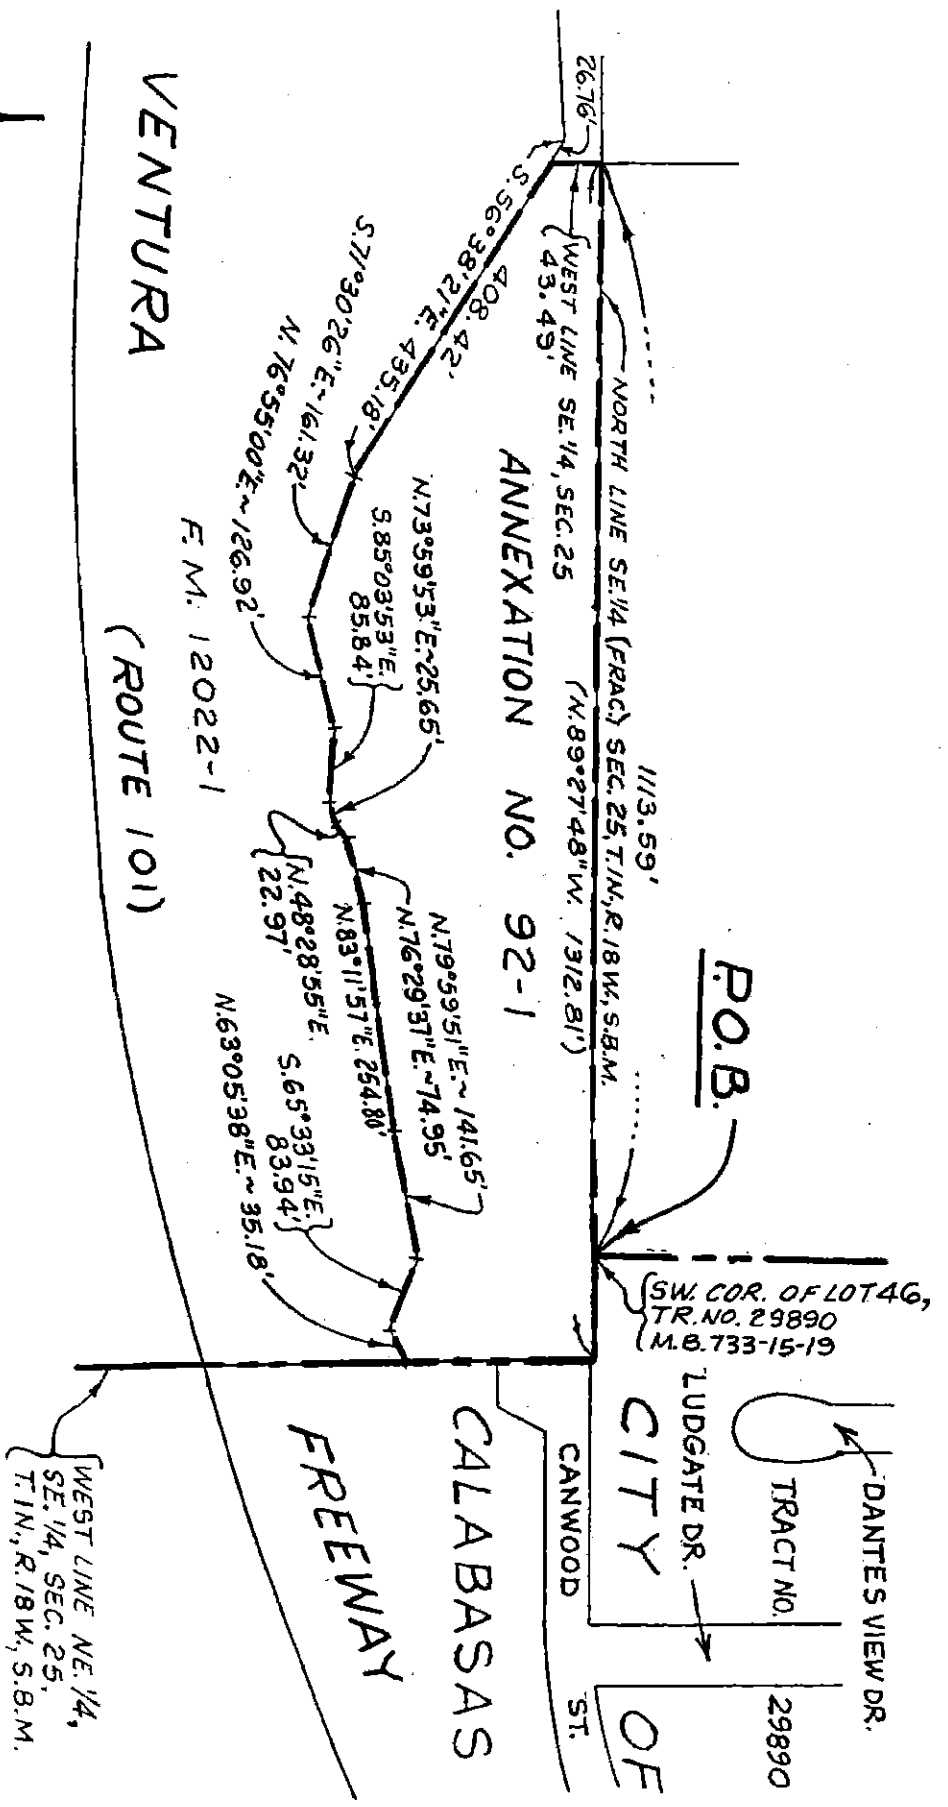 26.76'
1113.59'
NORTH LINE SE.1/4 (FRAC) SEC. 25, T.1N., R.18W., S.B.M.
(N.89°27'48"W. 1312.81')
WEST LINE SE.1/4, SEC.25
43.49'
P.O.B.
SW. COR. OF LOT 46,
TR. NO. 29890
M.B. 733-15-19
DANTES VIEW DR.
TRACT NO.
29890
LUDGATE DR.
CITY OF
CANWOOD ST.
CALABASAS
ANNEXATION NO. 92-1
408.42'
S.56°38'21"E. 435.18'
S.71°30'26"E.~161.32'
N.76°55'00"E.~126.92'
N.73°59'53"E.~25.65'
S.85°03'53"E.
85.84'
N.79°59'51"E.~141.65'
N.76°29'37"E.~74.95'
N.83°11'57"E. 254.80'
N.48°28'55"E.
22.97'
S.65°33'15"E.
83.94'
N.63°05'38"E.~35.18'
F.M. 12022-1
VENTURA
(ROUTE 101)
FREEWAY
WEST LINE NE.1/4,
SE.1/4, SEC. 25,
T.1N., R.18W., S.B.M.